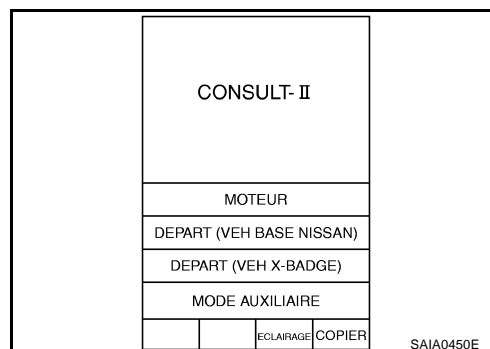 CONSULT-II
MOTEUR
DEPART (VEH BASE NISSAN)
DEPART (VEH X-BADGE)
MODE AUXILIAIRE
ECLAIRAGE COPIER
SAIA0450E